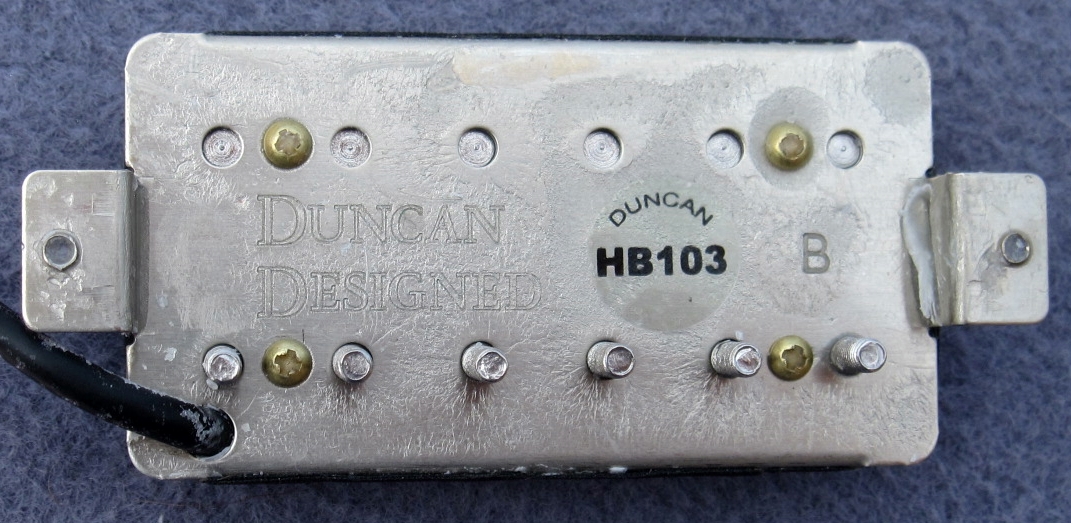 DUNCAN
DESIGNED
DUNCAN
HB103
B